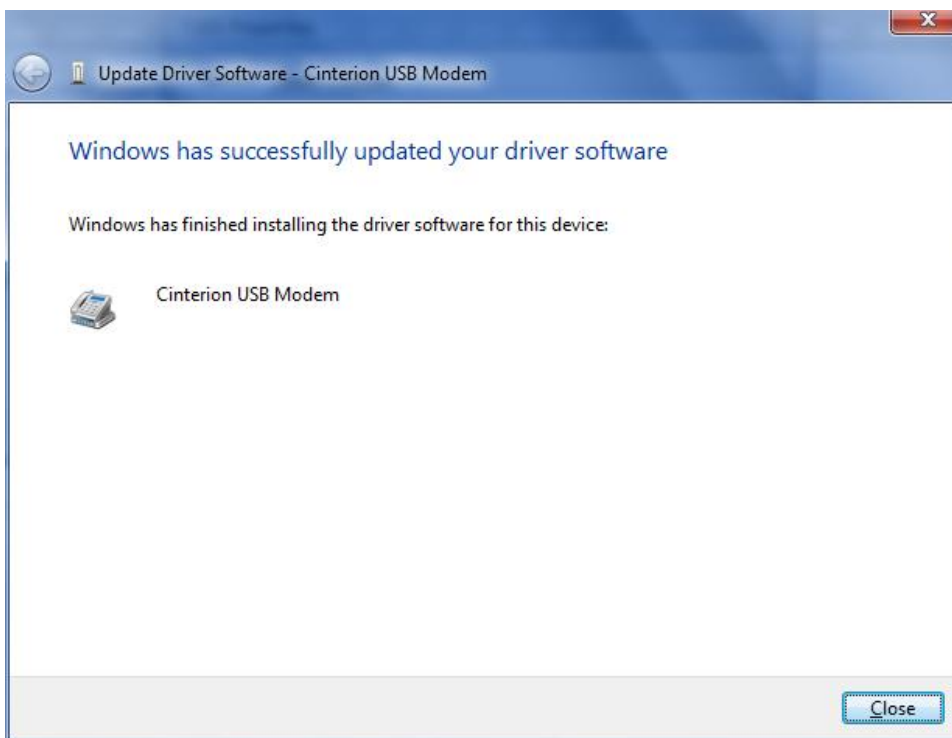 Update Driver Software - Cinterion USB Modem
Windows has successfully updated your driver software
Windows has finished installing the driver software for this device:
Cinterion USB Modem
Close